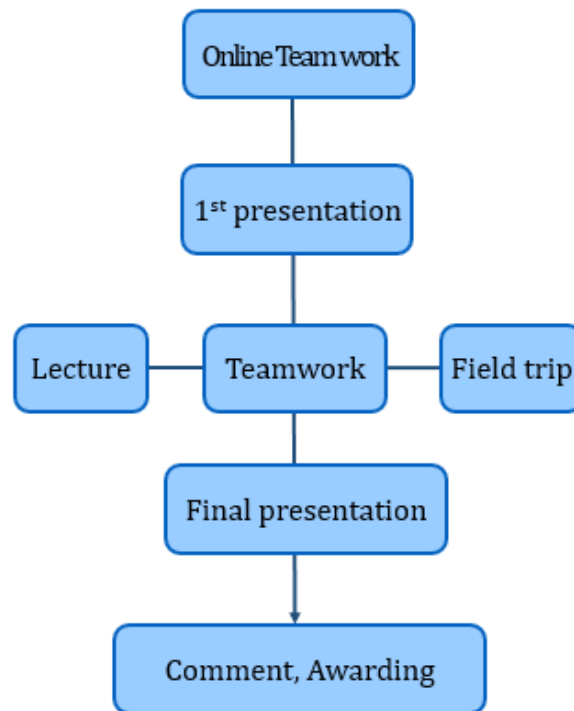 Online Team work
1st presentation
Lecture
Teamwork
Field trip
Final presentation
Comment, Awarding